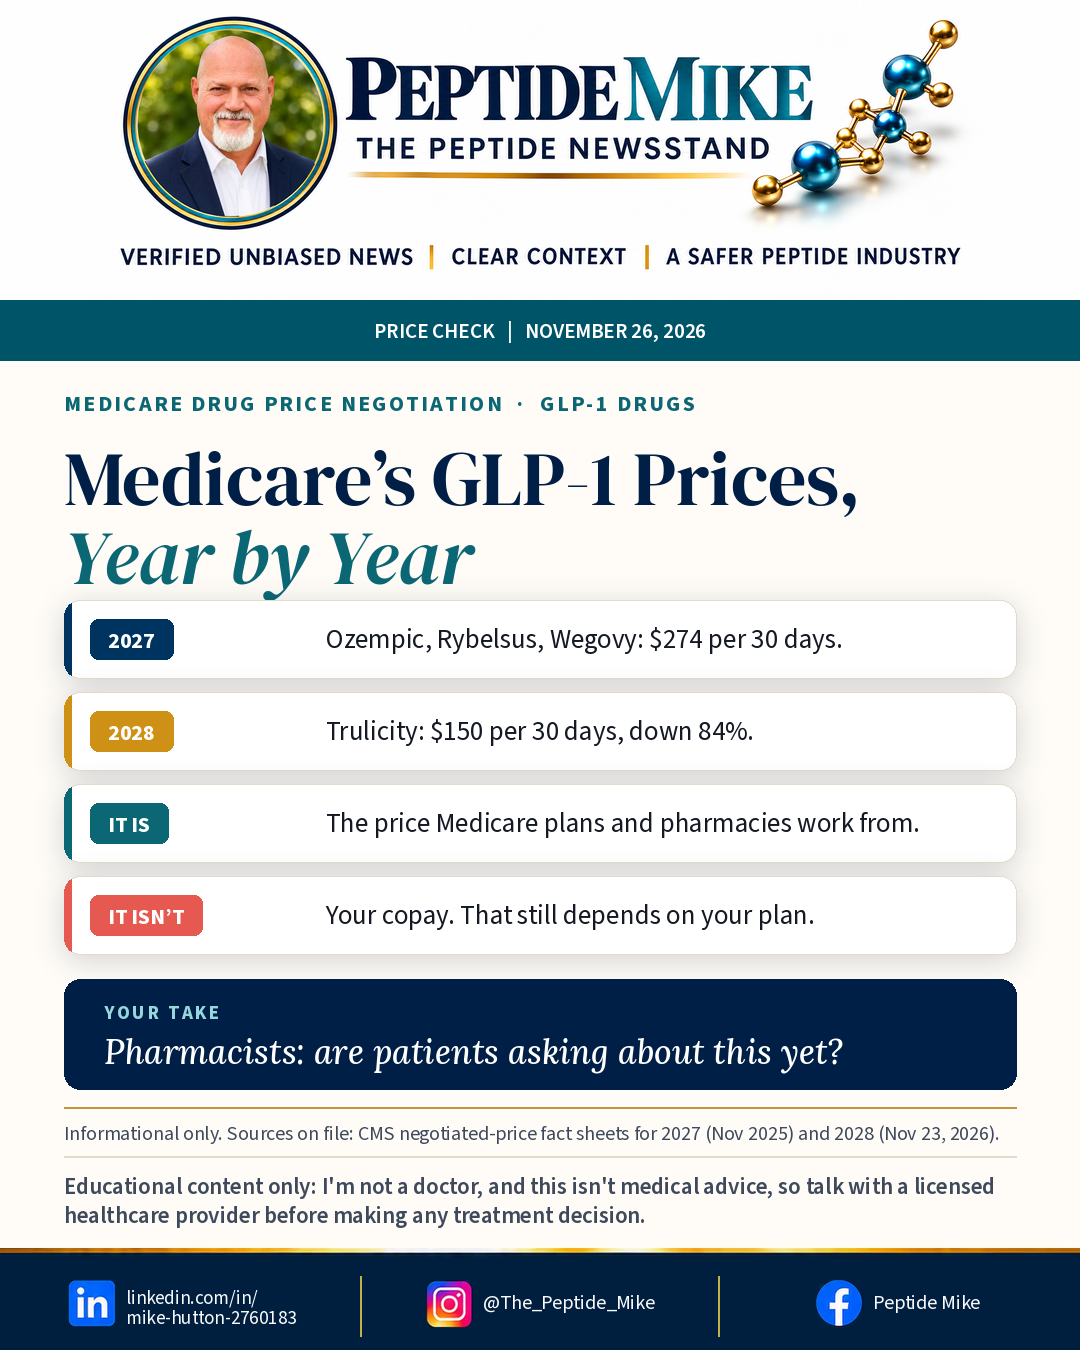 PEPTIDEMIKE
THE PEPTIDE NEWSSTAND
VERIFIED UNBIASED NEWS | CLEAR CONTEXT | A SAFER PEPTIDE INDUSTRY
PRICE CHECK | NOVEMBER 26, 2026
MEDICARE DRUG PRICE NEGOTIATION · GLP-1 DRUGS
Medicare’s GLP-1 Prices,
Year by Year
2027 Ozempic, Rybelsus, Wegovy: $274 per 30 days.
2028 Trulicity: $150 per 30 days, down 84%.
IT IS The price Medicare plans and pharmacies work from.
IT ISN’T Your copay. That still depends on your plan.
YOUR TAKE
Pharmacists: are patients asking about this yet?
Informational only. Sources on file: CMS negotiated-price fact sheets for 2027 (Nov 2025) and 2028 (Nov 23, 2026).
Educational content only: I'm not a doctor, and this isn't medical advice, so talk with a licensed
healthcare provider before making any treatment decision.
in linkedin.com/in/
mike-hutton-2760183
@The_Peptide_Mike
Peptide Mike